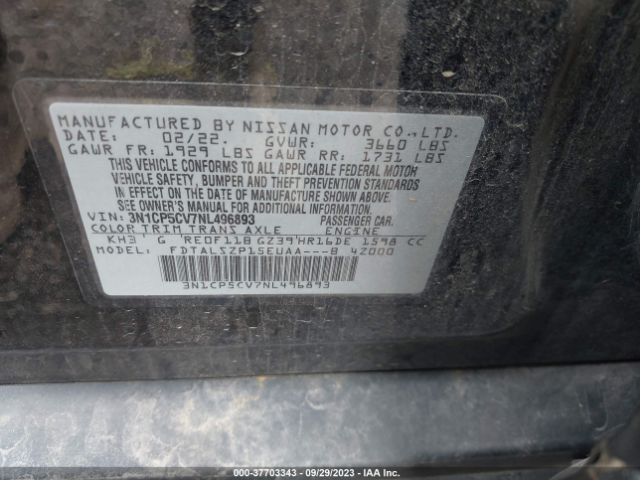 MANUFACTURED BY NISSAN MOTOR CO.,LTD.
DATE: 02/22. GVWR: 3660 LBS
GAWR FR: 1929 LBS GAWR RR: 1731 LBS
THIS VEHICLE CONFORMS TO ALL APPLICABLE FEDERAL MOTOR
VEHICLE SAFETY, BUMPER AND THEFT PREVENTION STANDARDS
IN EFFECT ON THE DATE OF MANUFACTURE SHOWN ABOVE.
SEE OWNER'S MANUAL FOR ADDITIONAL INFORMATION
VIN: 3N1CP5CV7NL496893 PASSENGER CAR.
COLOR TRIM TRANS AXLE ENGINE
KH3 G RE0F11B GZ39 HR16DE 1598 CC
MODEL: FDTALSZP15EUAA---B 42000
3N1CP5CV7NL496893
000-37703343 - 09/29/2023 - IAA Inc.